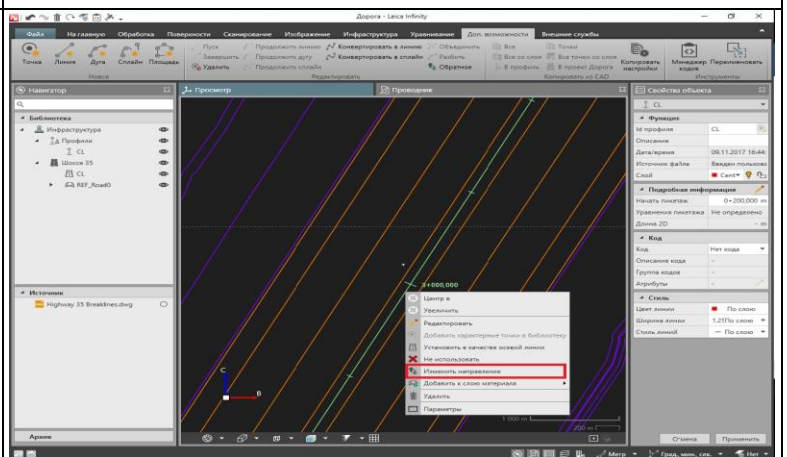 Дорога - Leica Infinity
Файл На главную Обработка Поверхности Сканирование Изображение Инфраструктура Уравнивание Доп. возможности Внешние службы
Точка Линия Дуга Сплайн Площадь
Новое
Пуск Продолжить линию Конвертировать в линию Объединить
Завершить Продолжить дугу Конвертировать в сплайн Разбить
Удалить Продолжить сплайн Обратное
Редактировать
Все Точки
Все со слоя Все точки со слоя
В профиль В проект Дорога
Копировать из CAD
Копировать настройки
Менеджер кодов
Переименовать
Инструменты
Навигатор
Библиотека
Инфраструктура
Профили
CL
Шоссе 35
CL
REF_Road0
Источник
Highway 35 Breaklines.dwg
Архив
Просмотр
Проводник
1+000,000
Центр в
Увеличить
Редактировать
Добавить характерные точки в библиотеку
Установить в качестве осевой линии
Не использовать
Изменить направление
Добавить к слою материала
Удалить
Параметры
С
В
1 000 m
200 m
Свойства объекта
CL
Функция
Id профиля CL
Описание
Дата/время 09.11.2017 16:44:
Источник файла Введен пользова
Слой Cent
Подробная информация
Начать пикетаж 0+200,000 m
Уравнения пикетажа Не определено
Длина 2D - m
Код
Код Нет кода
Описание кода -
Группа кодов -
Атрибуты -
Стиль
Цвет линии По слою
Ширина линии 1,21По слою
Стиль линий По слою
Отмена Применить
Метр Град, мин, сек. Нет